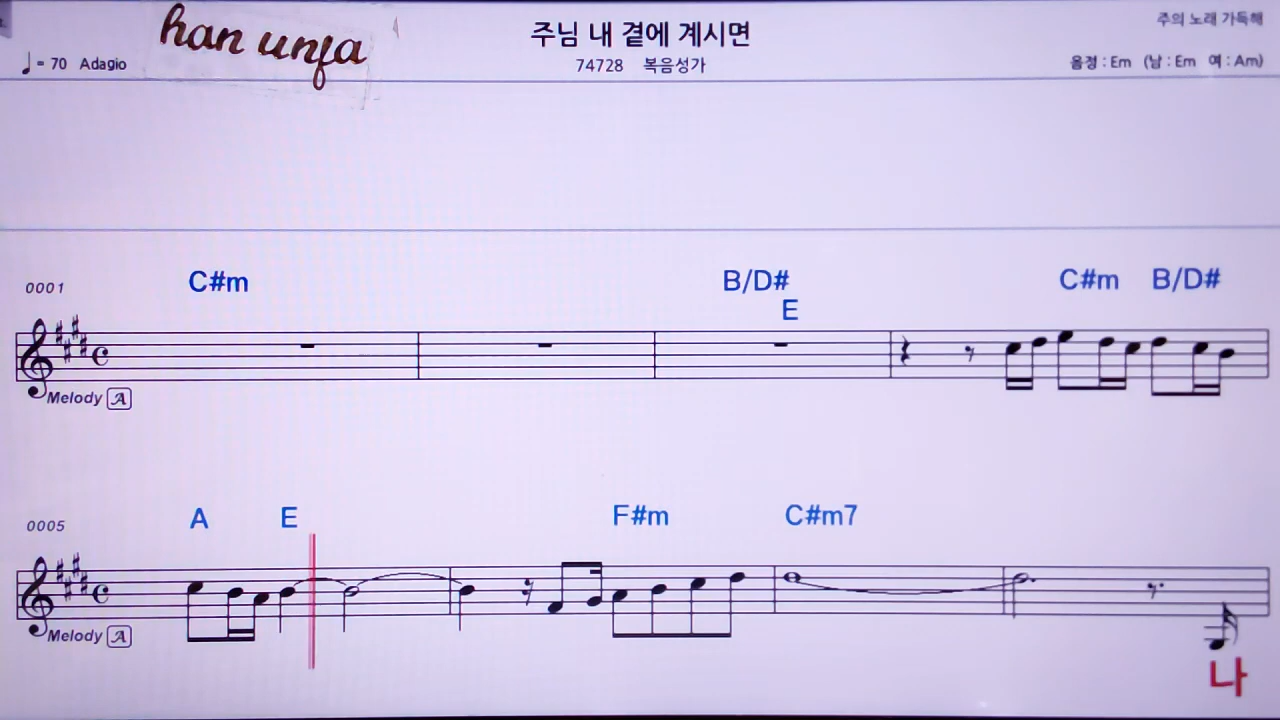 han unja
주님 내 곁에 계시면
주의 노래 가득해
♩ = 70 Adagio
74728 복음성가
음정 : Em (남 : Em 여 : Am)
0001
C#m B/D# C#m B/D#
E
Melody A
0005
A E F#m C#m7
Melody A
나